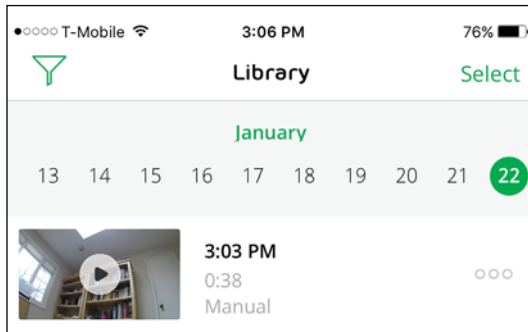 T-Mobile 3:06 PM 76%
Library Select
January
13 14 15 16 17 18 19 20 21 22
3:03 PM
0:38
Manual